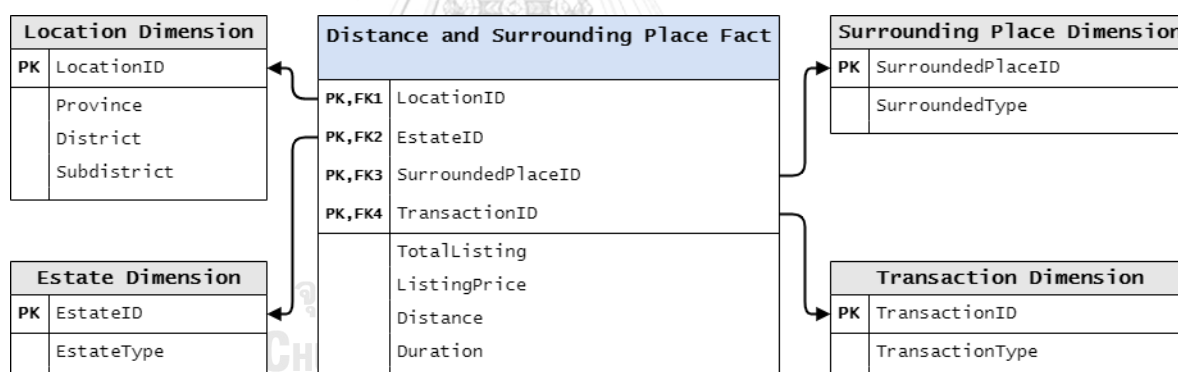 Location Dimension
PK LocationID
Province
District
Subdistrict
Estate Dimension
PK EstateID
EstateType
Distance and Surrounding Place Fact
PK,FK1 LocationID
PK,FK2 EstateID
PK,FK3 SurroundedPlaceID
PK,FK4 TransactionID
TotalListing
ListingPrice
Distance
Duration
Surrounding Place Dimension
PK SurroundedPlaceID
SurroundedType
Transaction Dimension
PK TransactionID
TransactionType